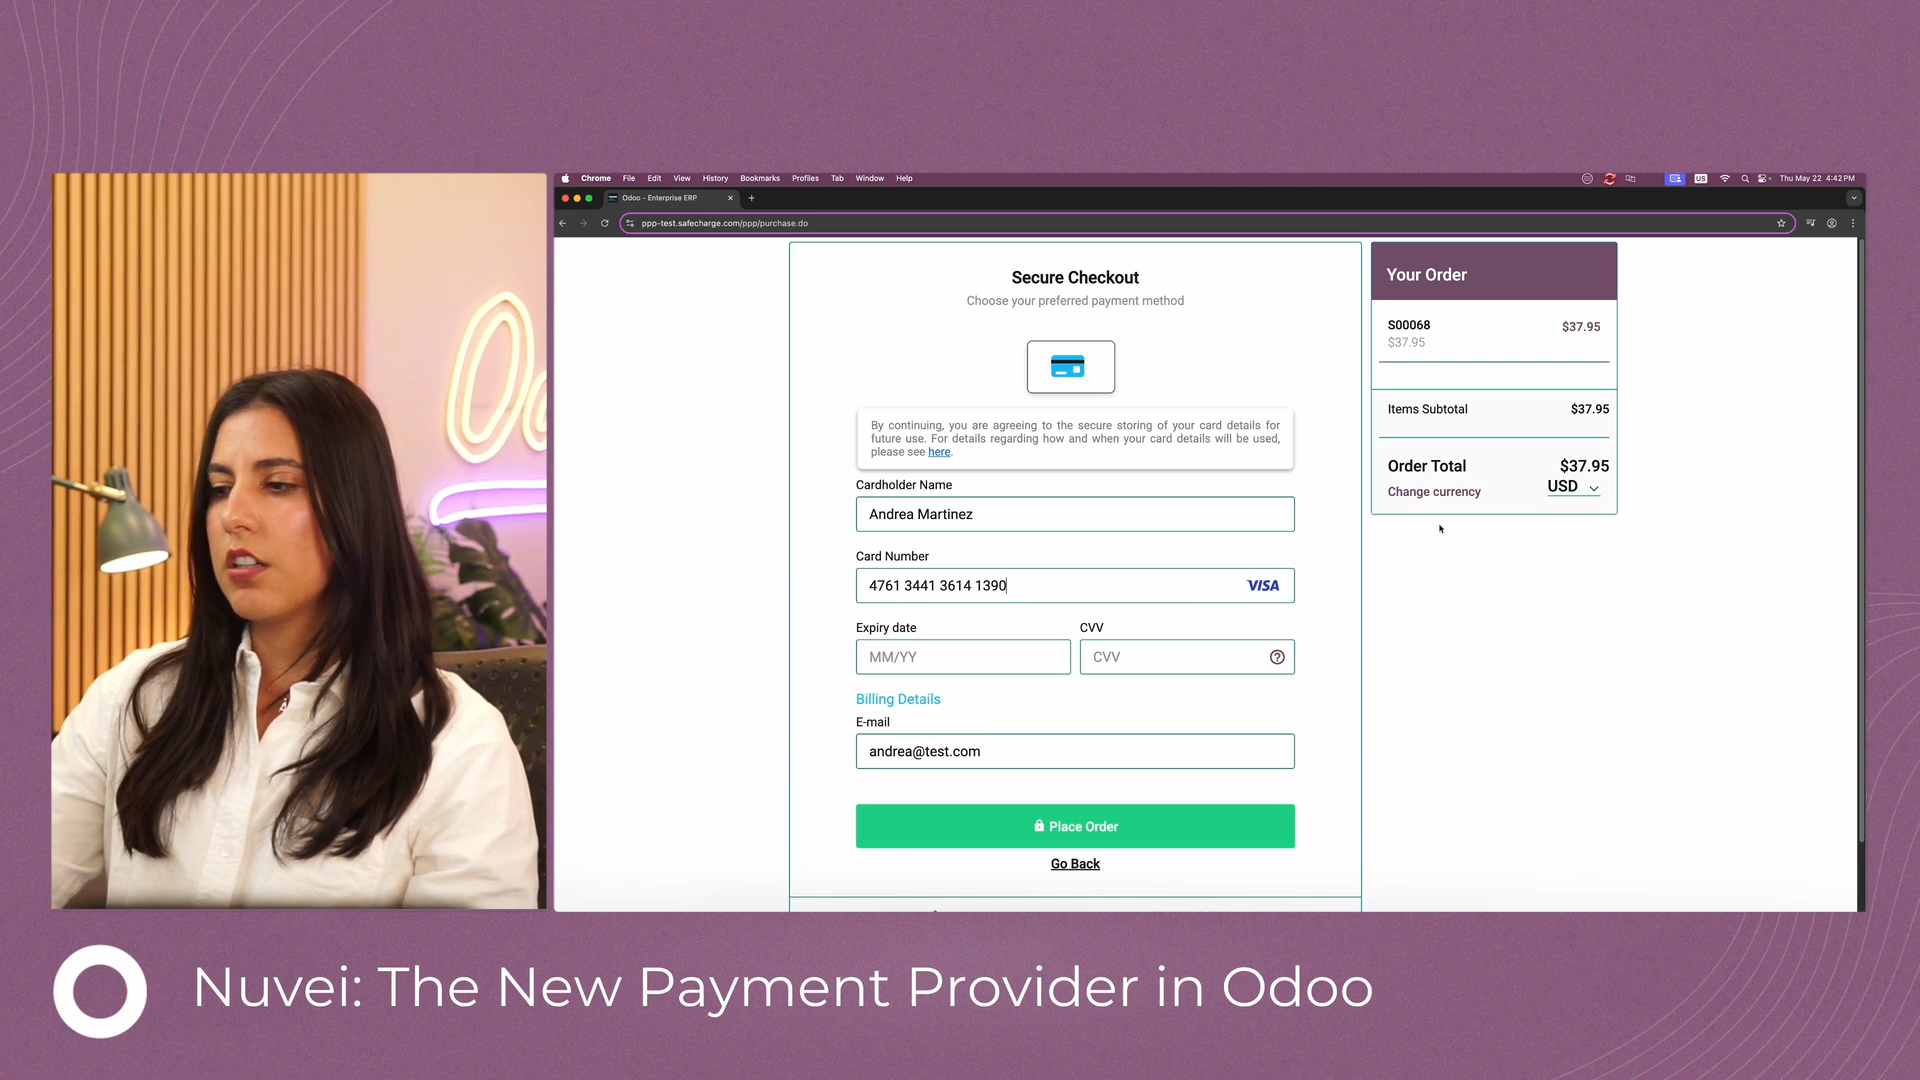 Chrome File Edit View History Bookmarks Profiles Tab Window Help
US
Thu May 22 4:42 PM
Odoo - Enterprise ERP
ppp-test.safecharge.com/ppp/purchase.do
Secure Checkout
Choose your preferred payment method
By continuing, you are agreeing to the secure storing of your card details for
future use. For details regarding how and when your card details will be used,
please see here.
Cardholder Name
Andrea Martinez
Card Number
4761 3441 3614 1390
VISA
Expiry date
CVV
MM/YY
CVV
Billing Details
E-mail
andrea@test.com
Place Order
Go Back
Your Order
S00068 $37.95
$37.95
Items Subtotal $37.95
Order Total $37.95
Change currency USD
Nuvei: The New Payment Provider in Odoo